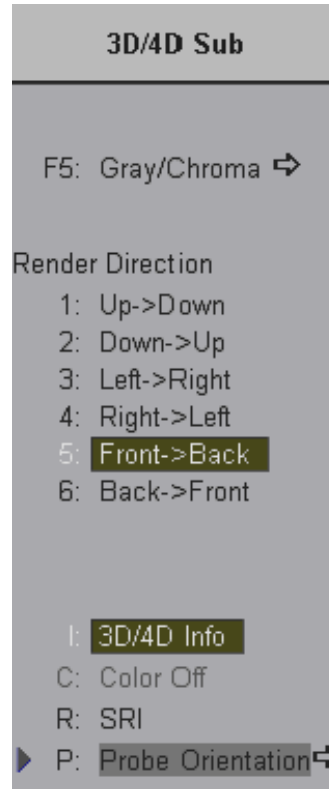 3D/4D Sub
F5: Gray/Chroma
Render Direction
1: Up->Down
2: Down->Up
3: Left->Right
4: Right->Left
5: Front->Back
6: Back->Front
I: 3D/4D Info
C: Color Off
R: SRI
P: Probe Orientation